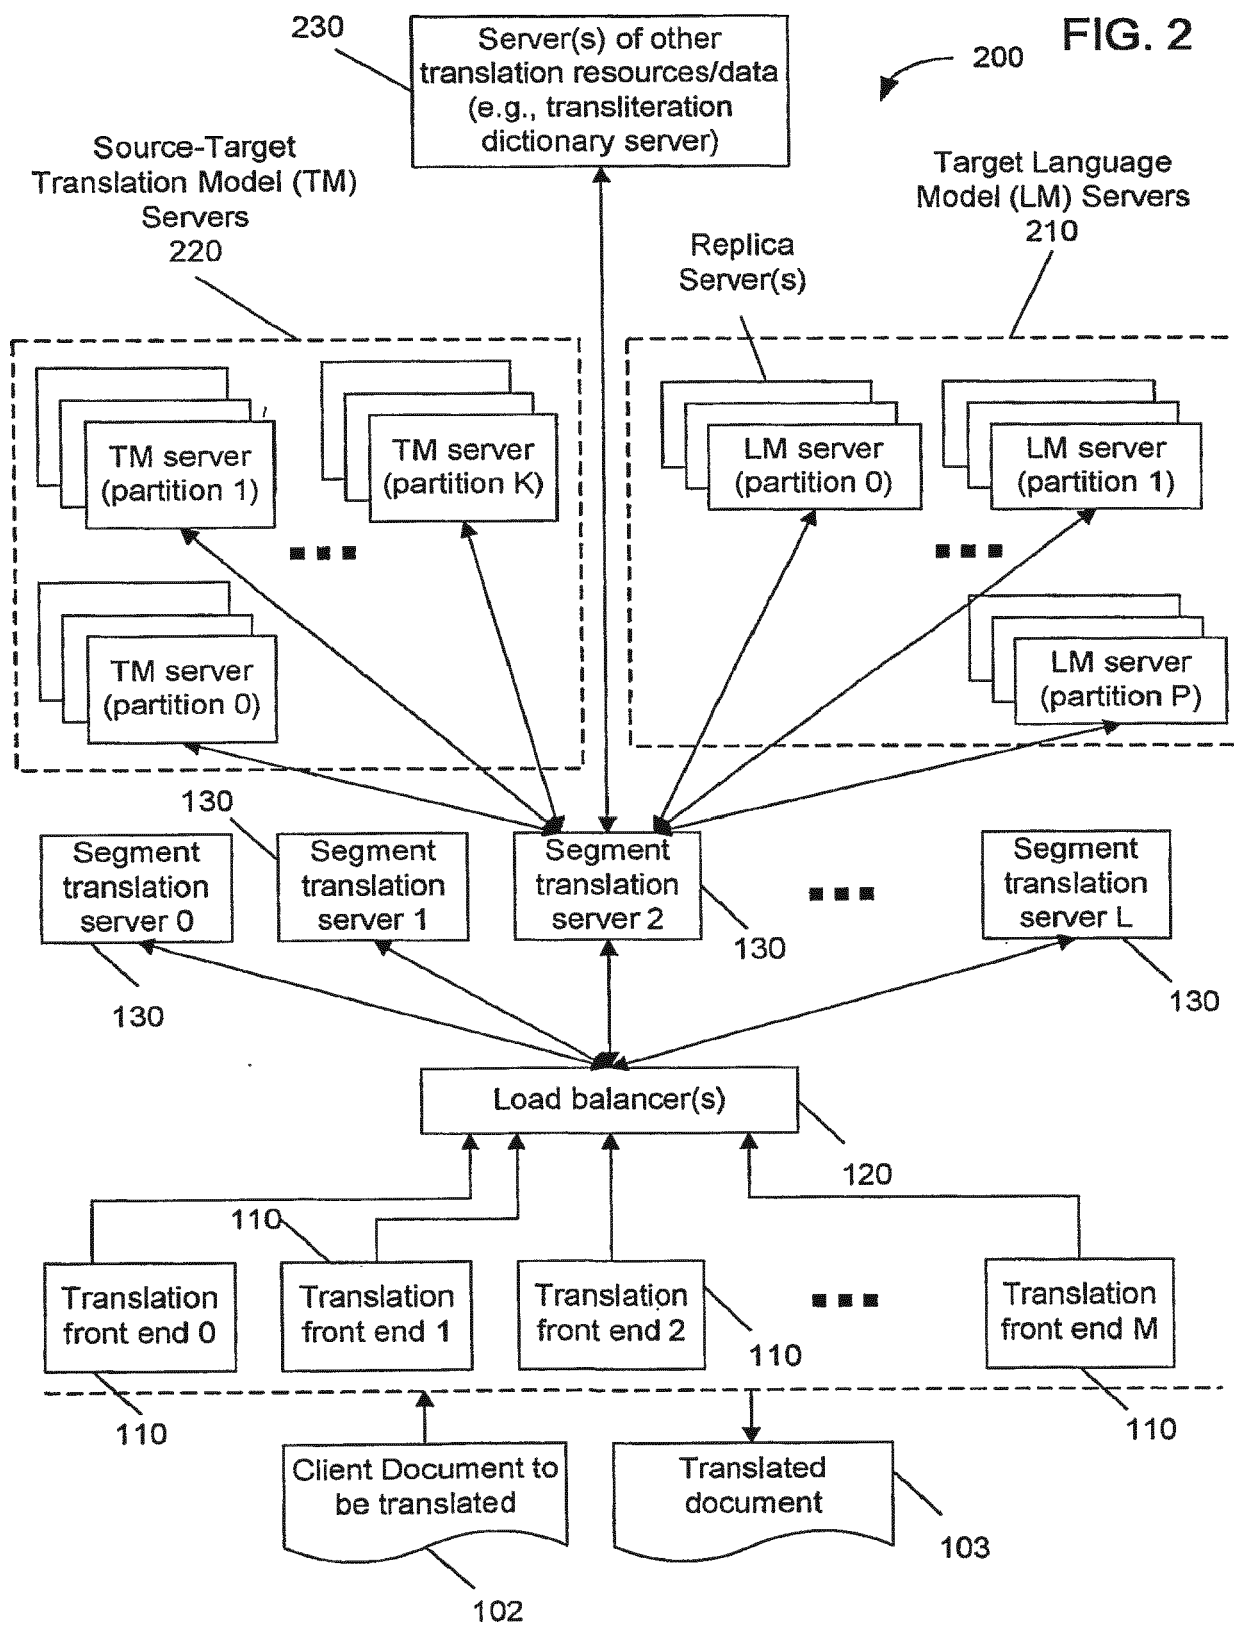 FIG. 2
200
230
Server(s) of other
translation resources/data
(e.g., transliteration
dictionary server)
Source-Target
Translation Model (TM)
Servers
220
Target Language
Model (LM) Servers
210
Replica
Server(s)
TM server
(partition 1)
TM server
(partition K)
TM server
(partition 0)
LM server
(partition 0)
LM server
(partition 1)
LM server
(partition P)
130
Segment
translation
server 0
130
Segment
translation
server 1
Segment
translation
server 2
130
Segment
translation
server L
130
Load balancer(s)
120
110
Translation
front end 0
110
Translation
front end 1
Translation
front end 2
110
Translation
front end M
110
Client Document to
be translated
102
Translated
document
103